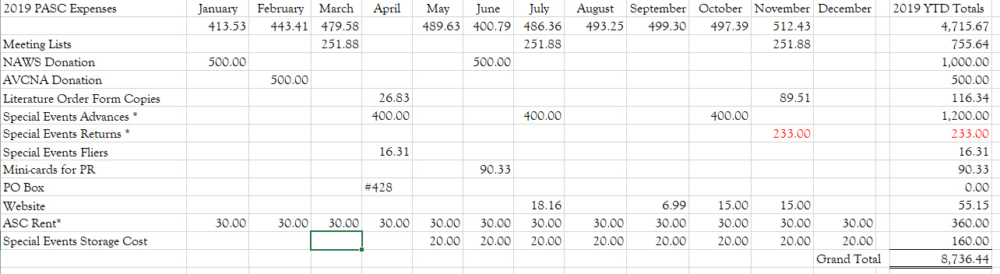 2019 PASC Expenses January February March April May June July August September October November December 2019 YTD Totals
413.53 443.41 479.58 489.63 400.79 486.36 493.25 499.30 497.39 512.43 4,715.67
Meeting Lists 251.88 251.88 251.88 755.64
NAWS Donation 500.00 500.00 1,000.00
AVCNA Donation 500.00 500.00
Literature Order Form Copies 26.83 89.51 116.34
Special Events Advances * 400.00 400.00 400.00 1,200.00
Special Events Returns * 233.00 233.00
Special Events Fliers 16.31 16.31
Mini-cards for PR 90.33 90.33
PO Box #428 0.00
Website 18.16 6.99 15.00 15.00 55.15
ASC Rent* 30.00 30.00 30.00 30.00 30.00 30.00 30.00 30.00 30.00 30.00 30.00 30.00 360.00
Special Events Storage Cost 20.00 20.00 20.00 20.00 20.00 20.00 20.00 20.00 160.00
Grand Total 8,736.44